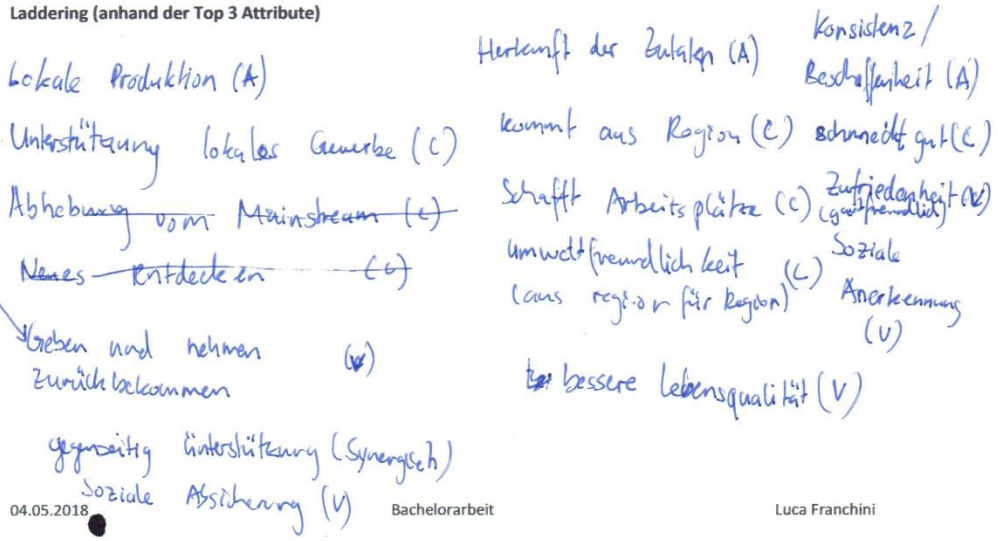 Laddering (anhand der Top 3 Attribute)
Lokale Produktion (A)
Unterstützung lokales Gewerbe (C)
Abhebung vom Mainstream (C)
Neues entdecken (C)
Geben und nehmen (V)
Zurückbekommen
gegenseitig Unterstützung (Synergisch)
Soziale Absicherung (V)
Herkunft der Zutaten (A)
kommt aus Region (C)
Schafft Arbeitsplätze (C)
Umweltfreundlichkeit (C)
(aus region für Region)
bessere Lebensqualität (V)
Konsistenz/
Beschaffenheit (A)
schmeckt gut (C)
Zufriedenheit (V)
(gastfreundlich)
Soziale
Anerkennung
(V)
04.05.2018 Bachelorarbeit Luca Franchini